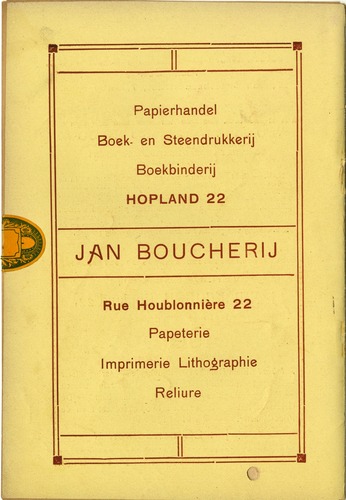 Papierhandel
Boek- en Steendrukkerij
Boekbinderij
HOPLAND 22
JAN BOUCHERIJ
Rue Houblonnière 22
Papeterie
Imprimerie Lithographie
Reliure